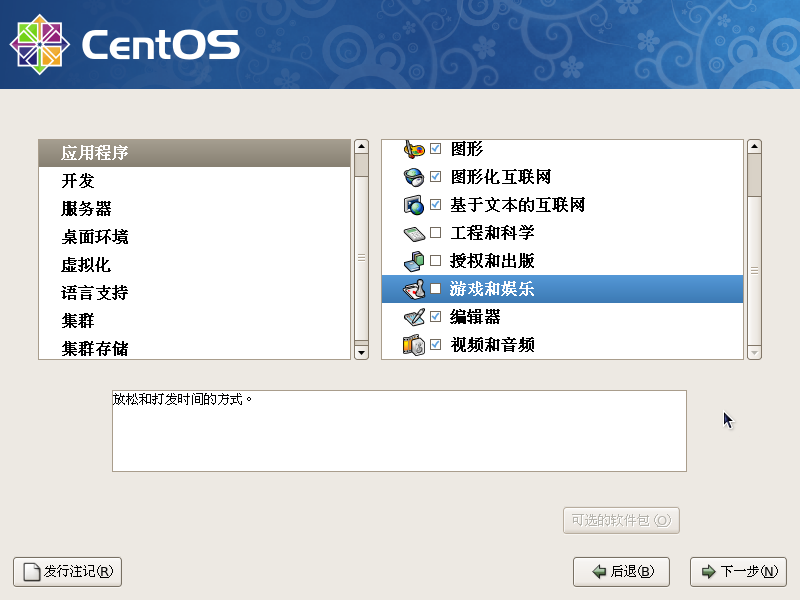 CentOS
应用程序
开发
服务器
桌面环境
虚拟化
语言支持
集群
集群存储
图形
图形化互联网
基于文本的互联网
工程和科学
授权和出版
游戏和娱乐
编辑器
视频和音频
放松和打发时间的方式。
可选的软件包(O)
发行注记(R)
后退(B)
下一步(N)